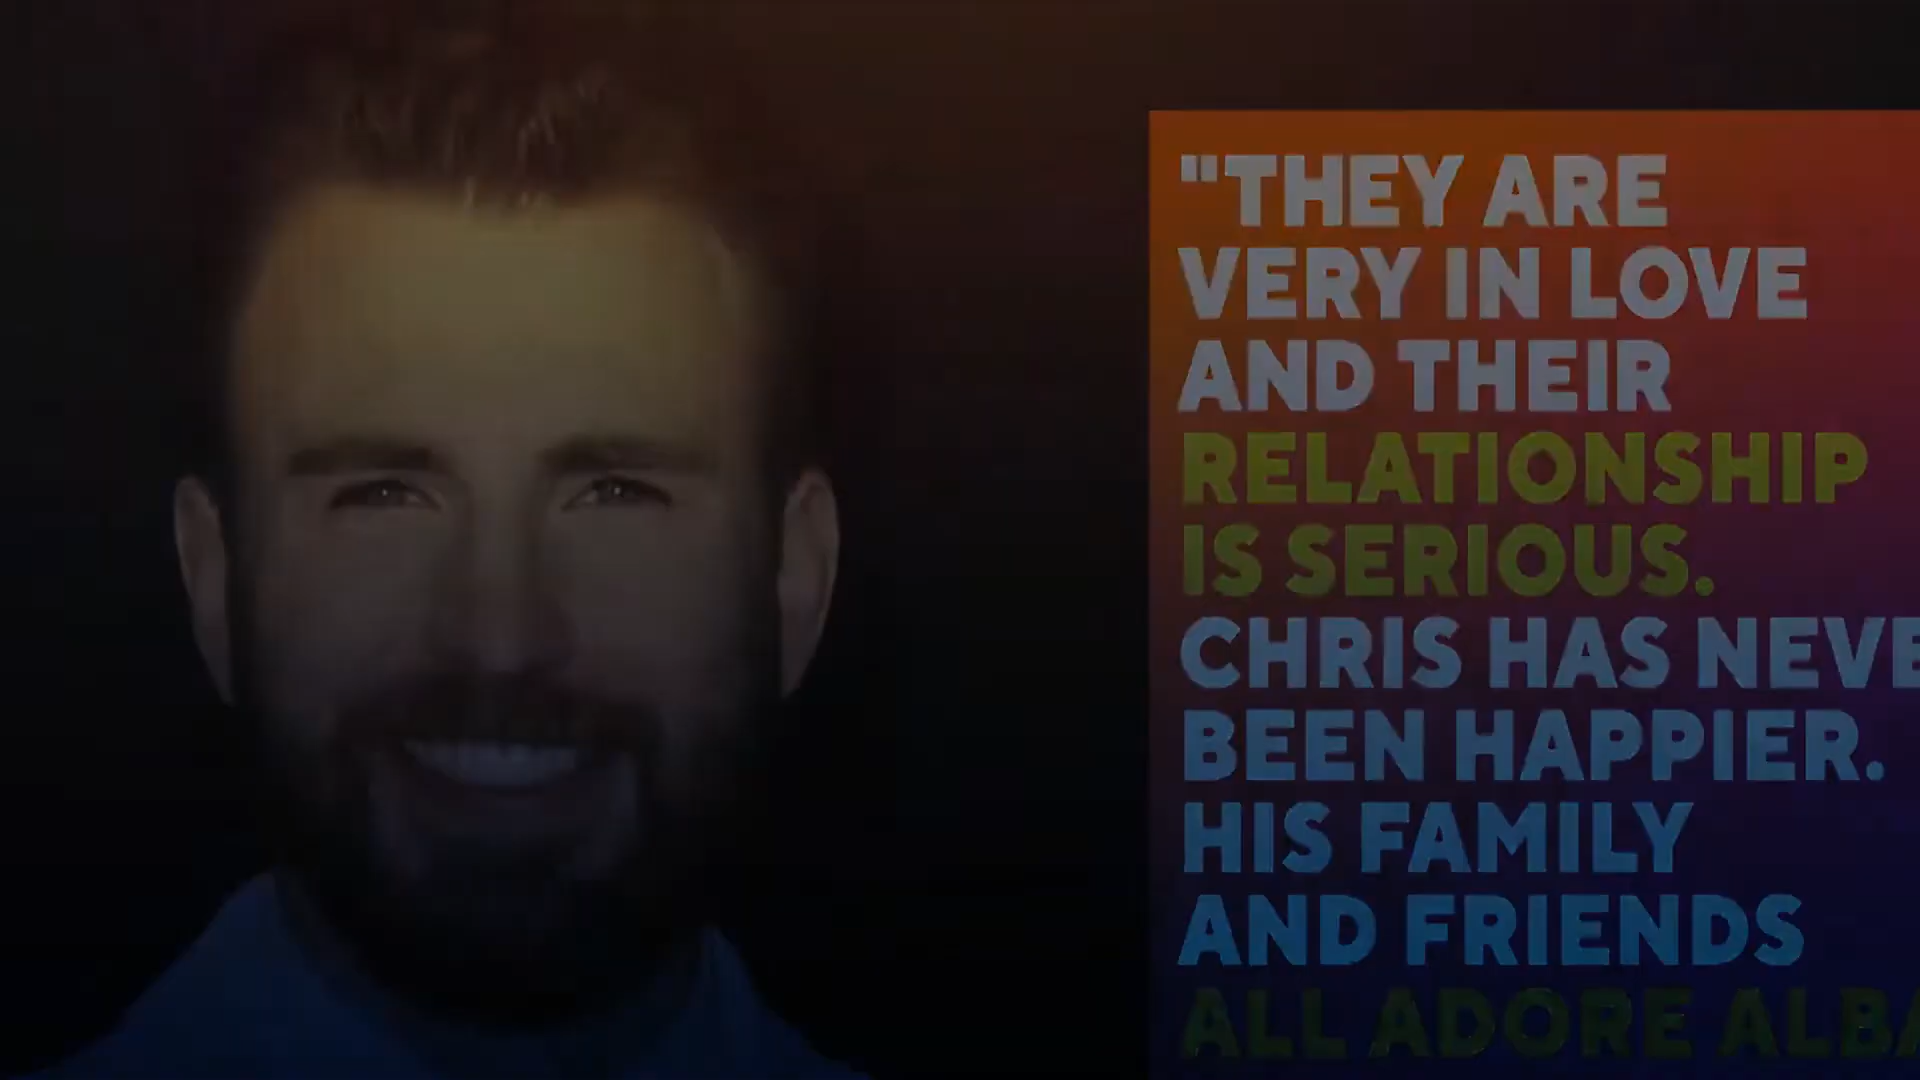 "THEY ARE
VERY IN LOVE
AND THEIR
RELATIONSHIP
IS SERIOUS.
CHRIS HAS NEVE
BEEN HAPPIER.
HIS FAMILY
AND FRIENDS
ALL ADORE ALBA